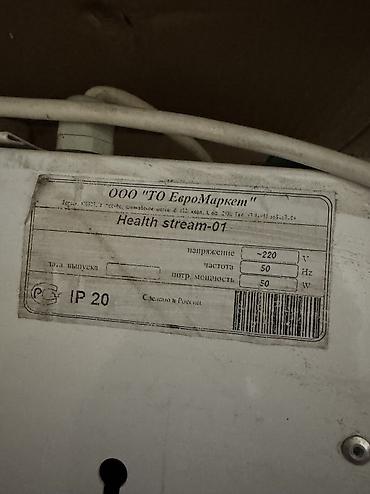 ООО "ТО ЕвроМаркет"
Health stream-01
напряжение ~220 V
частота 50 Hz
дата выпуска
потр. мощность 50 W
IP 20 Сделано в России